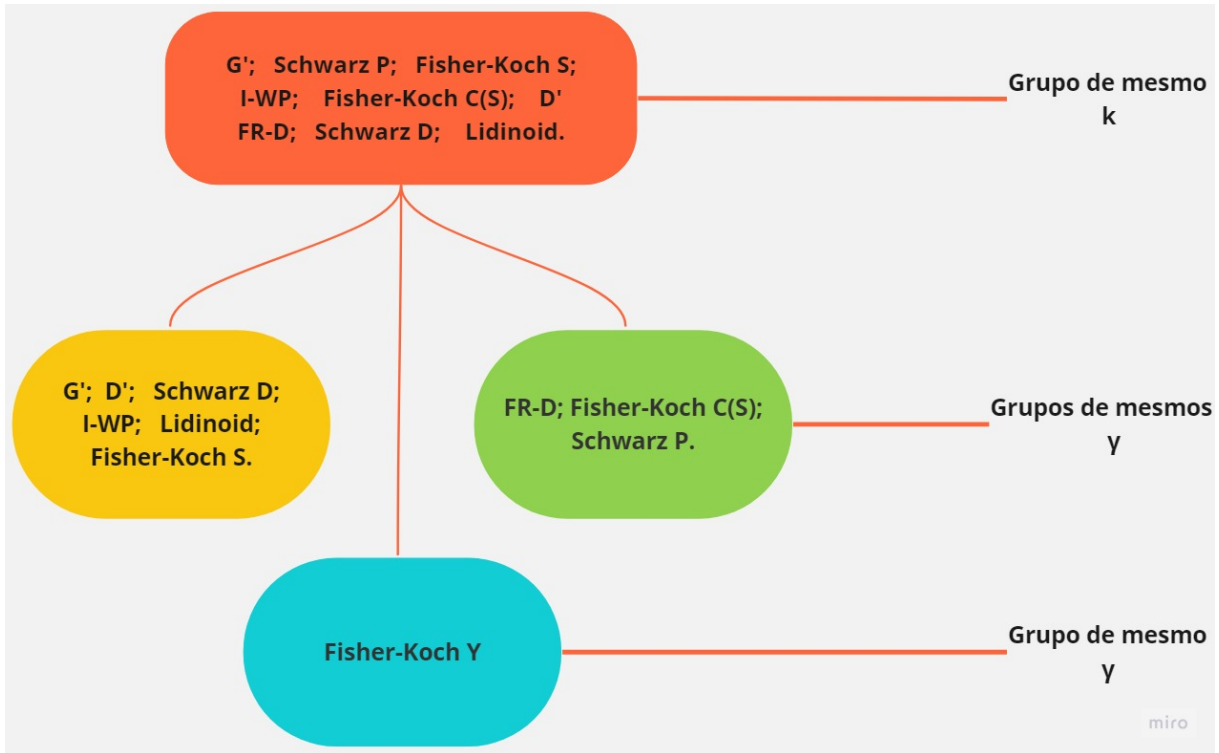 G';   Schwarz P;   Fisher-Koch S;
I-WP;    Fisher-Koch C(S);    D'
FR-D;   Schwarz D;    Lidinoid.
Grupo de mesmo
k
G';  D';   Schwarz D;
I-WP;   Lidinoid;
Fisher-Koch S.
FR-D; Fisher-Koch C(S);
Schwarz P.
Grupos de mesmos
γ
Fisher-Koch Y
Grupo de mesmo
γ
miro